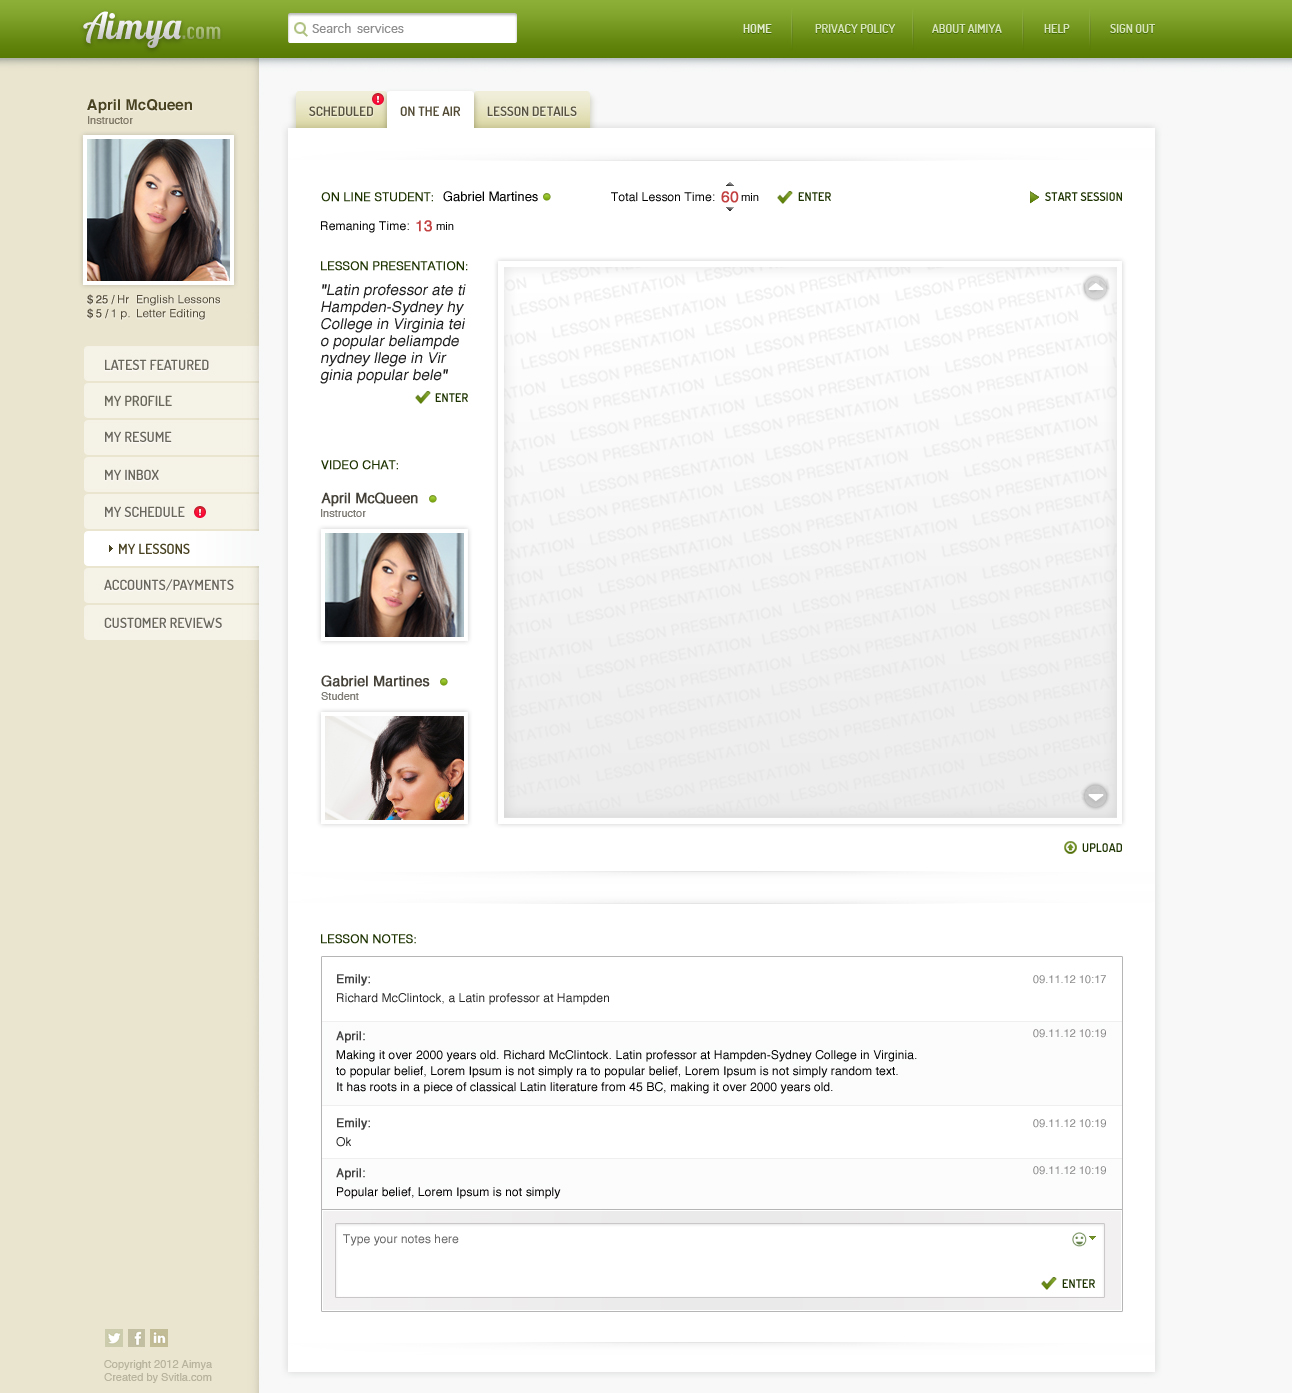 Aimya.com
Search services
HOME
PRIVACY POLICY
ABOUT AIMIYA
HELP
SIGN OUT
April McQueen
Instructor
$ 25 / Hr English Lessons
$ 5 / 1 p. Letter Editing
LATEST FEATURED
MY PROFILE
MY RESUME
MY INBOX
MY SCHEDULE !
MY LESSONS
ACCOUNTS/PAYMENTS
CUSTOMER REVIEWS
SCHEDULED !
ON THE AIR
LESSON DETAILS
ON LINE STUDENT: Gabriel Martines
Total Lesson Time: 60 min
ENTER
START SESSION
Remaning Time: 13 min
LESSON PRESENTATION:
"Latin professor ate ti
Hampden-Sydney hy
College in Virginia tei
o popular beliampde
nydney llege in Vir
ginia popular bele"
ENTER
LESSON PRESENTATION
VIDEO CHAT:
April McQueen
Instructor
Gabriel Martines
Student
UPLOAD
LESSON NOTES:
Emily:
09.11.12 10:17
Richard McClintock, a Latin professor at Hampden
April:
09.11.12 10:19
Making it over 2000 years old. Richard McClintock. Latin professor at Hampden-Sydney College in Virginia.
to popular belief, Lorem Ipsum is not simply ra to popular belief, Lorem Ipsum is not simply random text.
It has roots in a piece of classical Latin literature from 45 BC, making it over 2000 years old.
Emily:
09.11.12 10:19
Ok
April:
09.11.12 10:19
Popular belief, Lorem Ipsum is not simply
Type your notes here
ENTER
Copyright 2012 Aimya
Created by Svitla.com